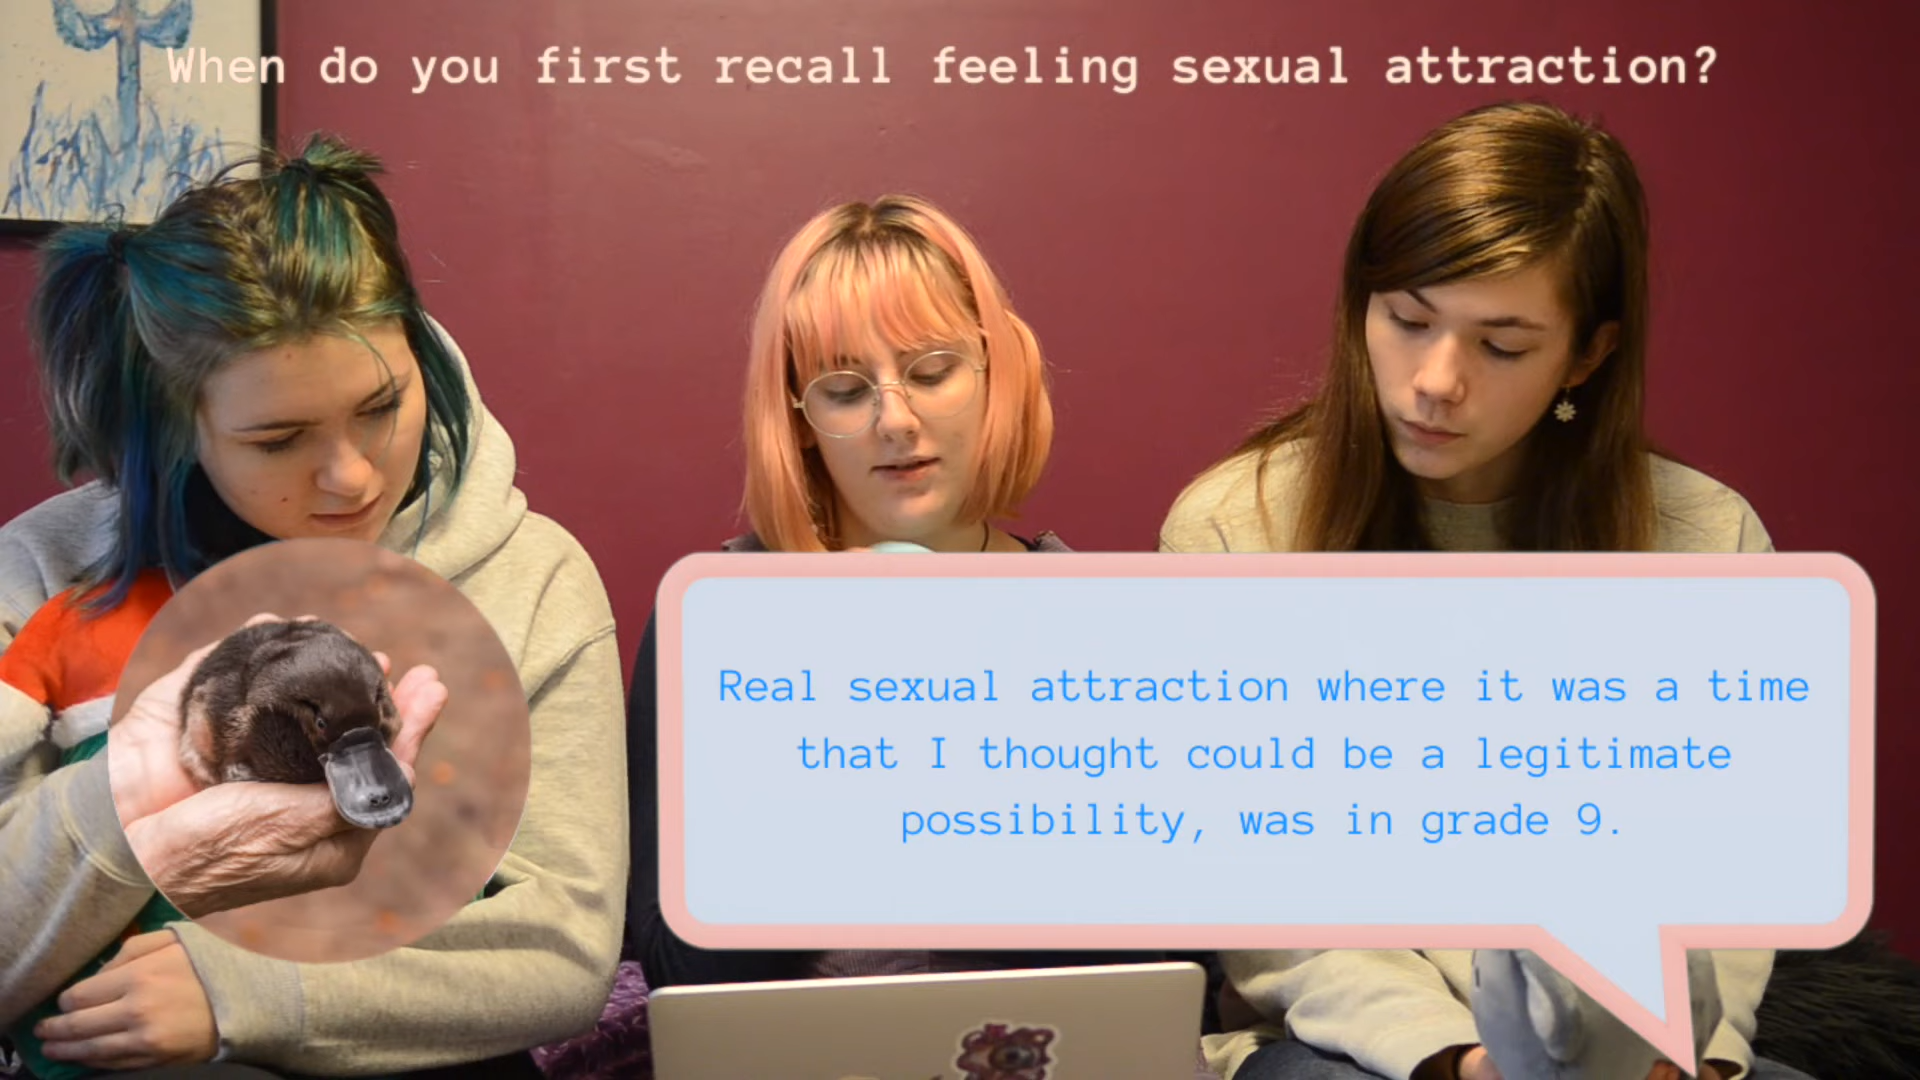 When do you first recall feeling sexual attraction?
Real sexual attraction where it was a time
that I thought could be a legitimate
possibility, was in grade 9.